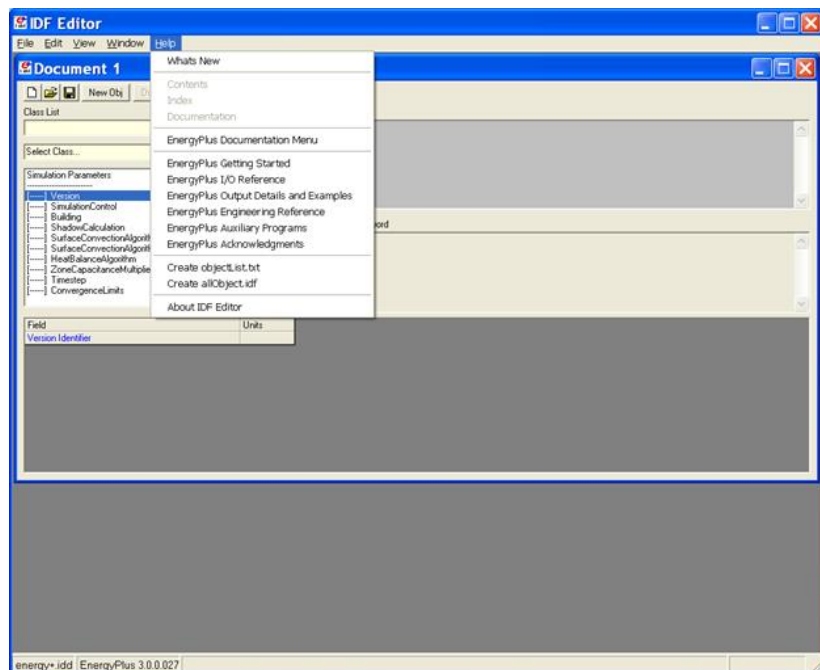 IDF Editor
File Edit View Window Help
Document 1
New Obj
Class List
Select Class...
Simulation Parameters
------------------------
[-----] Version
[-----] SimulationControl
[-----] Building
[-----] ShadowCalculation
[-----] SurfaceConvectionAlgorith
[-----] SurfaceConvectionAlgorith
[-----] HeatBalanceAlgorithm
[-----] ZoneCapacitanceMultiplie
[-----] Timestep
[-----] ConvergenceLimits
Whats New
Contents
Index
Documentation
EnergyPlus Documentation Menu
EnergyPlus Getting Started
EnergyPlus I/O Reference
EnergyPlus Output Details and Examples
EnergyPlus Engineering Reference
EnergyPlus Auxiliary Programs
EnergyPlus Acknowledgments
Create objectList.txt
Create allObject.idf
About IDF Editor
ord
Field Units
Version Identifier
energy+.idd EnergyPlus 3.0.0.027